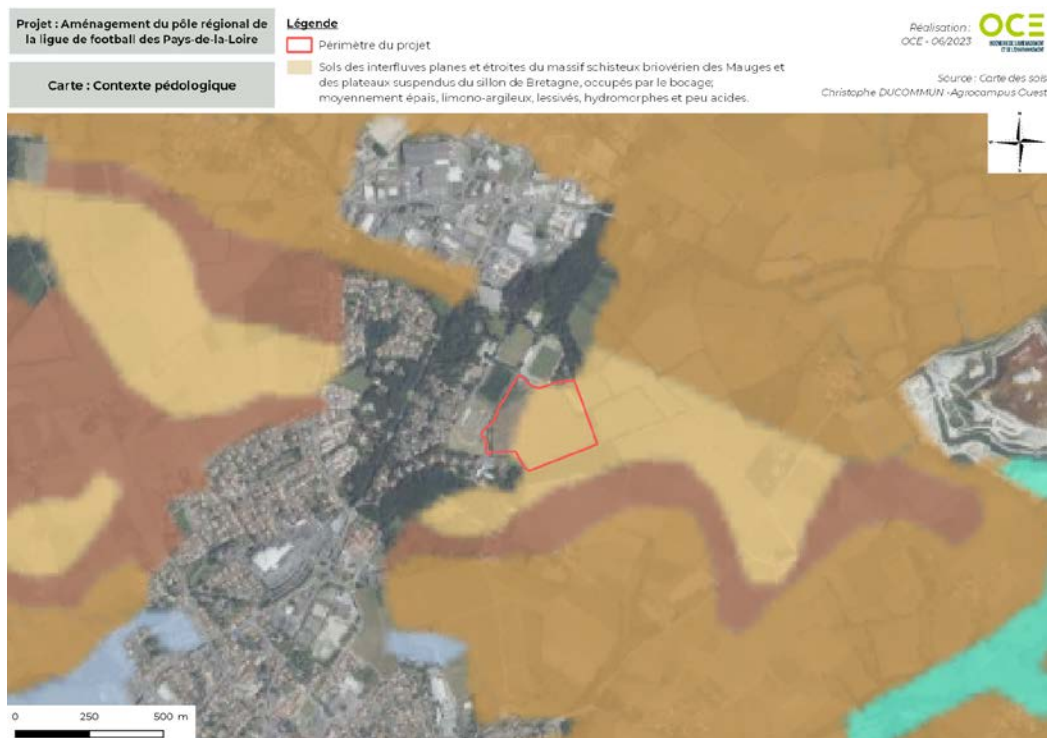 Projet : Aménagement du pôle régional de
la ligue de football des Pays-de-la-Loire
Carte : Contexte pédologique
Légende
Périmètre du projet
Sols des interfluves planes et étroites du massif schisteux briovérien des Mauges et
des plateaux suspendus du sillon de Bretagne, occupés par le bocage;
moyennement épais, limono-argileux, lessivés, hydromorphes et peu acides.
Réalisation :
OCE - 06/2023
OCE
Source : Carte des sols
Christophe DUCOMMUN -Agrocampus Ouest
0 250 500 m